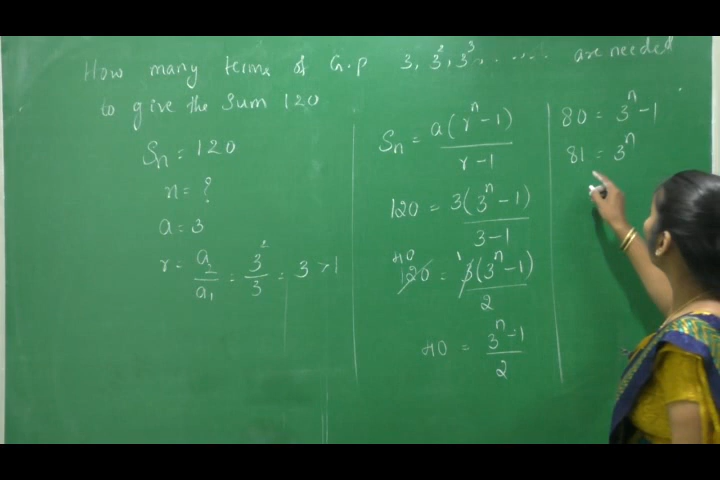 How many terms of G.P 3, 3², 3³, ....... are needed
to give the sum 120
Sₙ = 120
n = ?
a = 3
r = a₂/a₁ = 3²/3 = 3 > 1
Sₙ = a(rⁿ - 1)/r - 1
120 = 3(3ⁿ - 1)/3 - 1
40 1
120 = 3(3ⁿ - 1)/2
40 = 3ⁿ - 1/2
80 = 3ⁿ - 1
81 = 3ⁿ